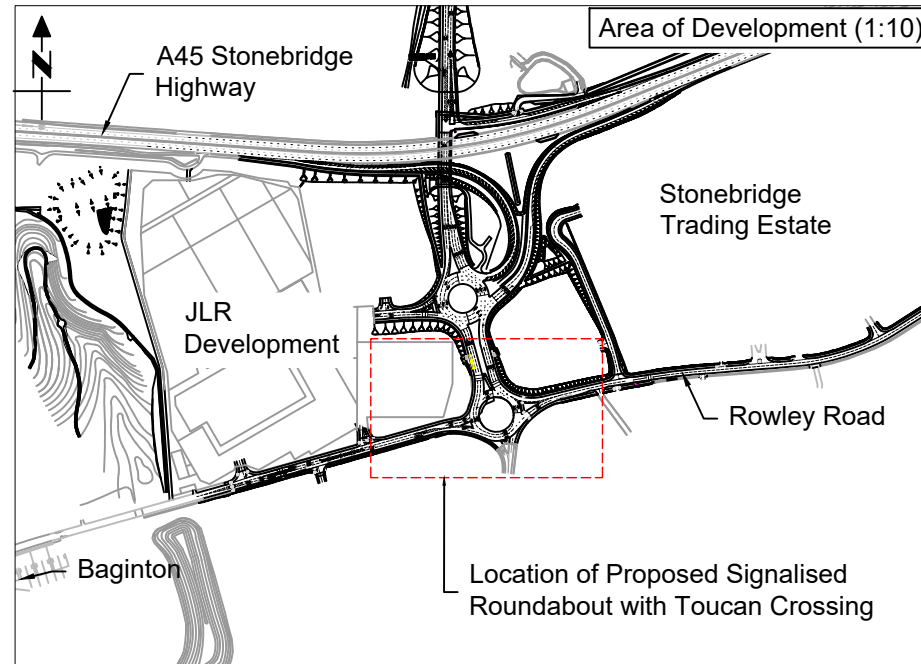 Area of Development (1:10)
N
A45 Stonebridge
Highway
Stonebridge
Trading Estate
JLR
Development
Rowley Road
Baginton
Location of Proposed Signalised
Roundabout with Toucan Crossing